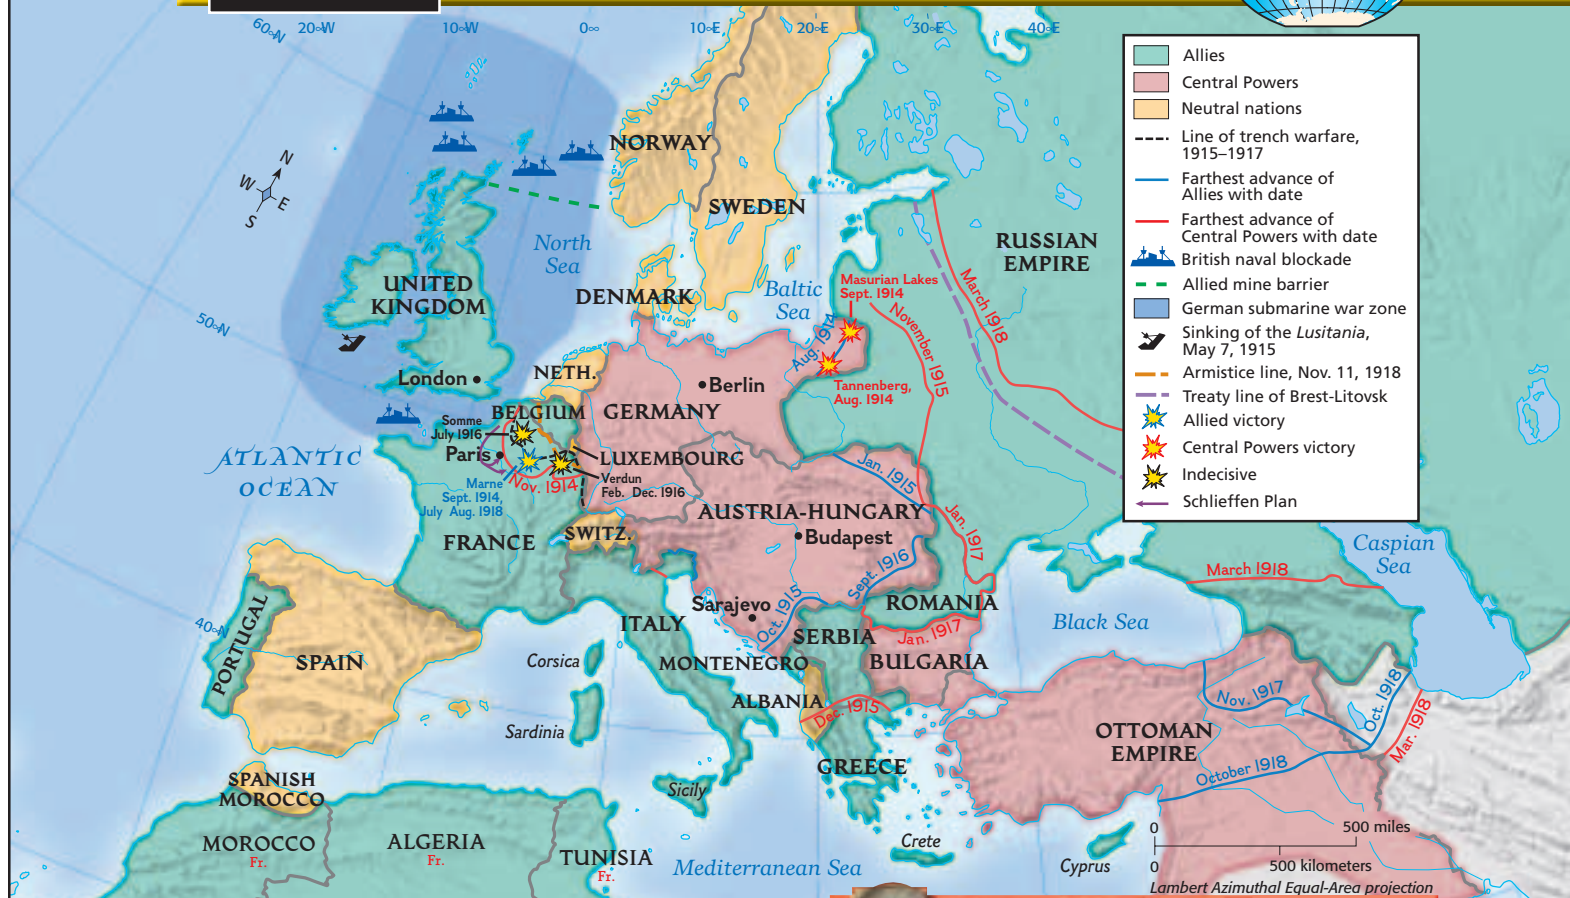 60°N
20°W
10°W
0°
10°E
20°E
30°E
40°E
50°N
40°N
N
W
E
S
Allies
Central Powers
Neutral nations
Line of trench warfare,
1915–1917
Farthest advance of
Allies with date
Farthest advance of
Central Powers with date
British naval blockade
Allied mine barrier
German submarine war zone
Sinking of the Lusitania,
May 7, 1915
Armistice line, Nov. 11, 1918
Treaty line of Brest-Litovsk
Allied victory
Central Powers victory
Indecisive
Schlieffen Plan
NORWAY
SWEDEN
RUSSIAN
EMPIRE
North
Sea
UNITED
KINGDOM
DENMARK
Baltic
Sea
Masurian Lakes
Sept. 1914
Aug. 1914
November 1915
March 1918
London
NETH.
Berlin
Tannenberg,
Aug. 1914
BELGIUM
GERMANY
Somme
July 1916
Paris
LUXEMBOURG
ATLANTIC
OCEAN
Marne
Sept. 1914,
July Aug. 1918
Nov. 1914
Verdun
Feb. Dec. 1916
Jan. 1915
AUSTRIA-HUNGARY
Budapest
Jan. 1917
FRANCE
SWITZ.
Sept. 1916
Caspian
Sea
March 1918
Sarajevo
Oct. 1915
ROMANIA
Black Sea
PORTUGAL
SPAIN
ITALY
SERBIA
Jan. 1917
Corsica
MONTENEGRO
BULGARIA
ALBANIA
Dec. 1915
Nov. 1917
Oct. 1918
Mar. 1918
Sardinia
OTTOMAN
EMPIRE
GREECE
October 1918
SPANISH
MOROCCO
Sicily
MOROCCO
Fr.
ALGERIA
Fr.
TUNISIA
Fr.
Mediterranean Sea
Crete
Cyprus
0
500 miles
0
500 kilometers
Lambert Azimuthal Equal-Area projection